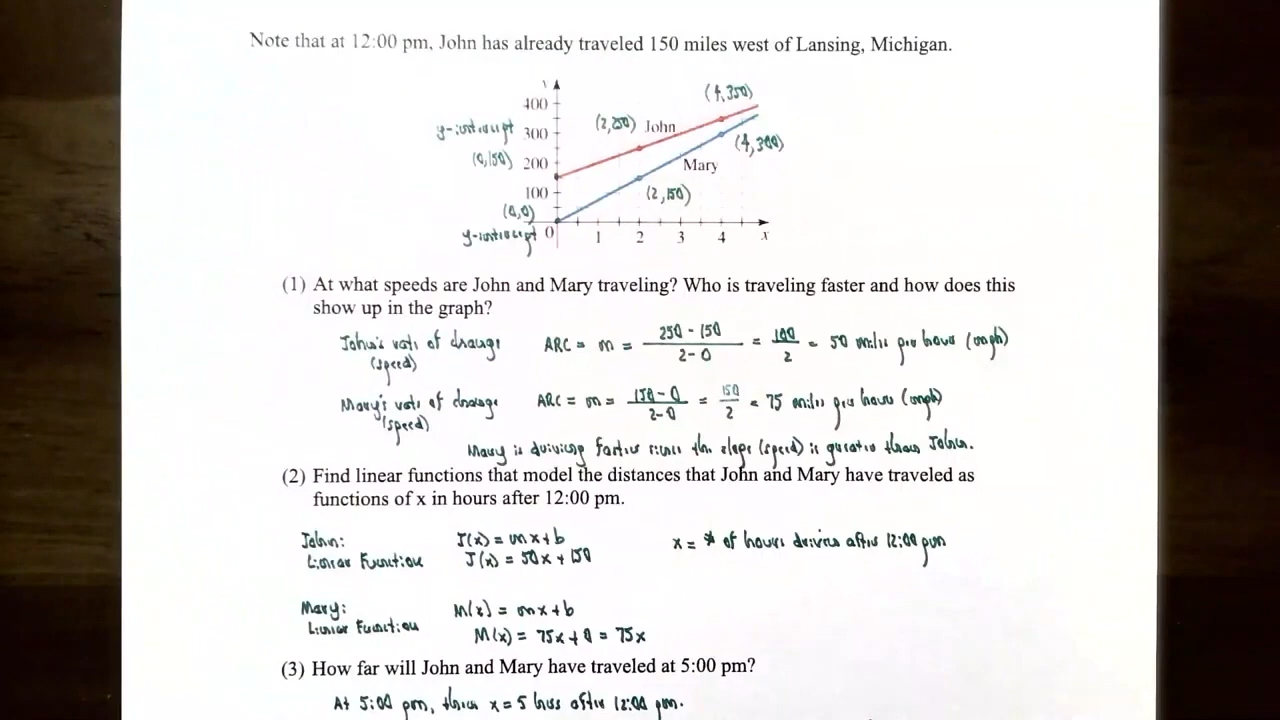 Note that at 12:00 pm, John has already traveled 150 miles west of Lansing, Michigan.
(4,350)
400
y-intercept 300 (2,250) John
(4,300)
(0,150) 200
Mary
100 (2,150)
(0,0)
y-intercept 0 1 2 3 4 x
(1) At what speeds are John and Mary traveling? Who is traveling faster and how does this
show up in the graph?
John's rate of change ARC = m = 250 - 150 / 2 - 0 = 100 / 2 = 50 miles per hour (mph)
(speed)
Mary's rate of change ARC = m = 150 - 0 / 2 - 0 = 150 / 2 = 75 miles per hour (mph)
(speed)
Mary is driving faster since the slope (speed) is greater than John.
(2) Find linear functions that model the distances that John and Mary have traveled as
functions of x in hours after 12:00 pm.
John: J(x) = mx + b x = # of hours driven after 12:00 pm
Linear Function J(x) = 50x + 150
Mary: M(x) = mx + b
Linear Function M(x) = 75x + 0 = 75x
(3) How far will John and Mary have traveled at 5:00 pm?
At 5:00 pm, then x = 5 hrs after 12:00 pm.